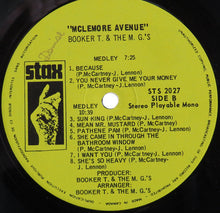 "MCLEMORE AVENUE"
BOOKER T. & THE M. G.'S
MEDLEY 7:25
1. BECAUSE
(P.McCartney-J. Lennon)
2. YOU NEVER GIVE ME YOUR MONEY
(P.McCartney-J. Lennon)
stax
MEDLEY
10:39
(P.McCartney-J. Lennon)
STS 2027
SIDE B
Stereo Playable Mono
3. SUN KING (P.McCartney-J. Lennon)
4. MEAN MR. MUSTARD (P.McCartney-J. Lennon)
5. PATHENE PAM (P.McCartney-J. Lennon)
6. SHE CAME IN THROUGH THE
BATHROOM WINDOW
(P.McCartney-J. Lennon)
7. I WANT YOU (P.McCartney-J. Lennon)
8. SHE'S SO HEAVY (P.McCartney-J. Lennon)
PRODUCER:
BOOKER T. & THE M. G.'S
ARRANGER:
BOOKER T. & THE M. G.'S